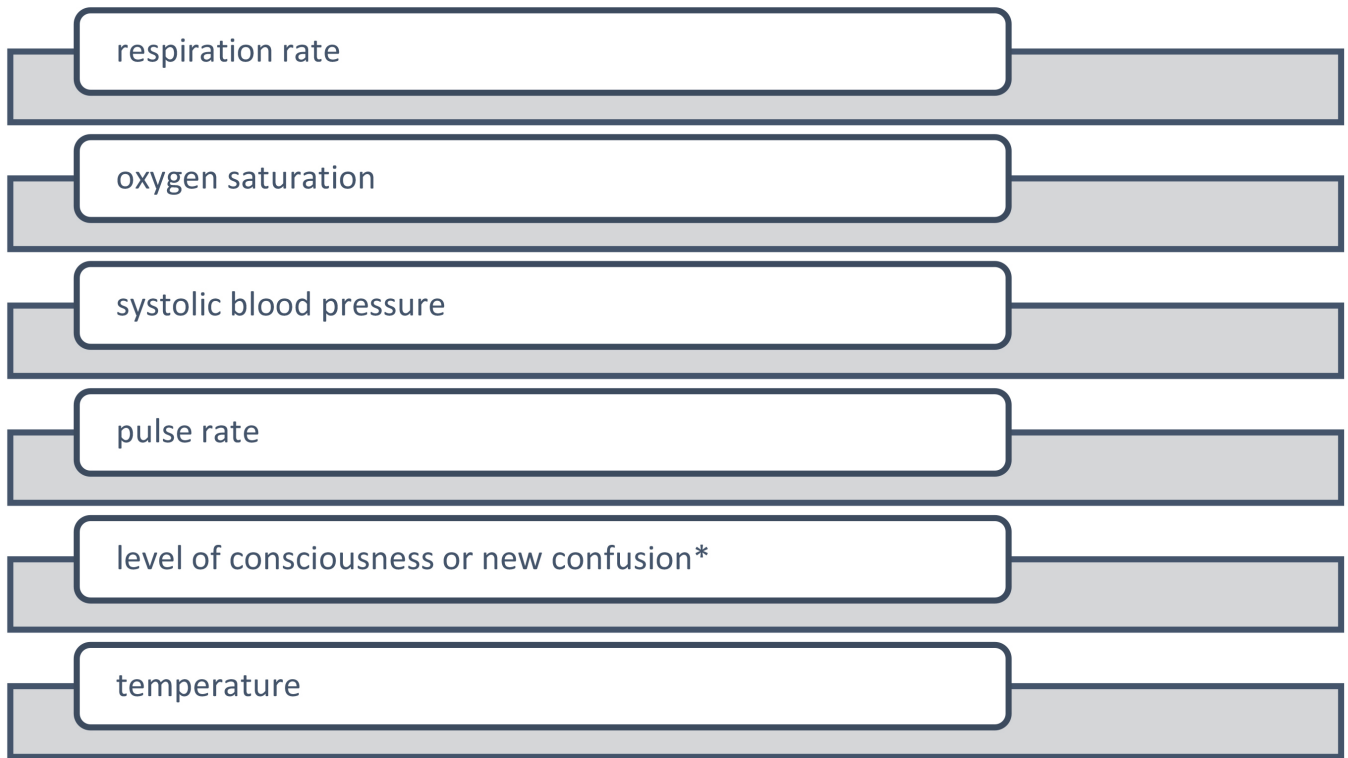 respiration rate
oxygen saturation
systolic blood pressure
pulse rate
level of consciousness or new confusion*
temperature